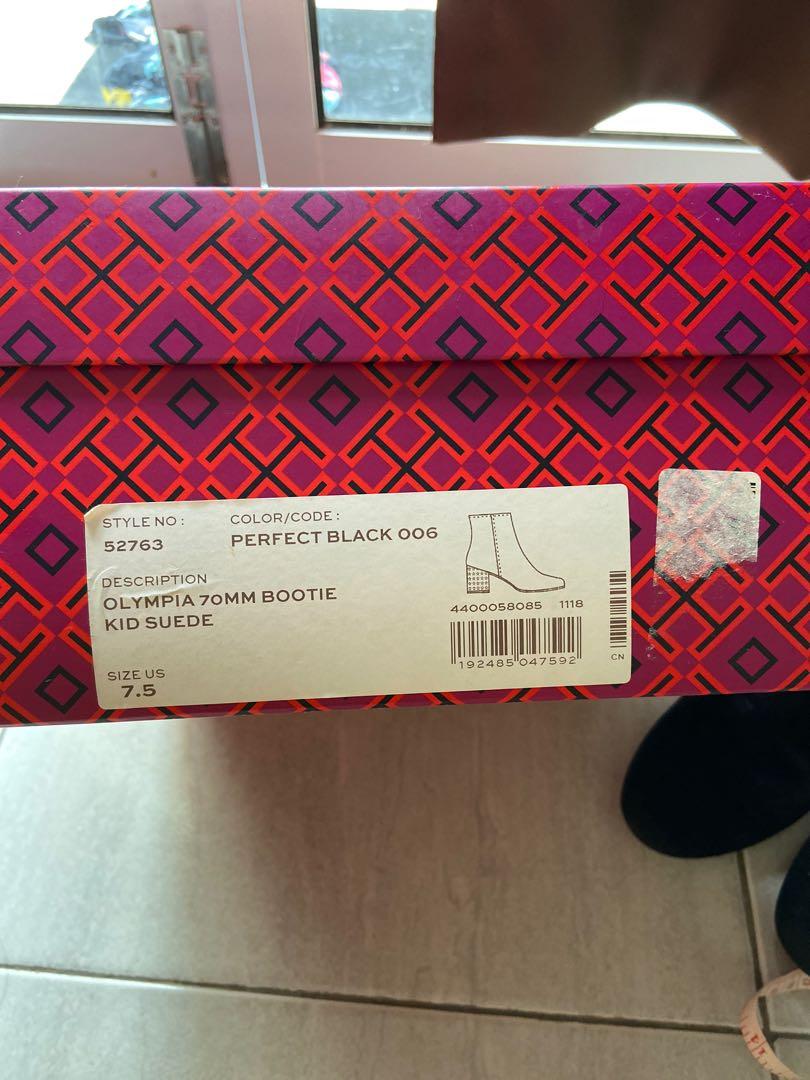 STYLE NO :
52763
COLOR/CODE :
PERFECT BLACK 006
DESCRIPTION
OLYMPIA 70MM BOOTIE
KID SUEDE
SIZE US
7.5
4400058085 1118
192485 047592
CN